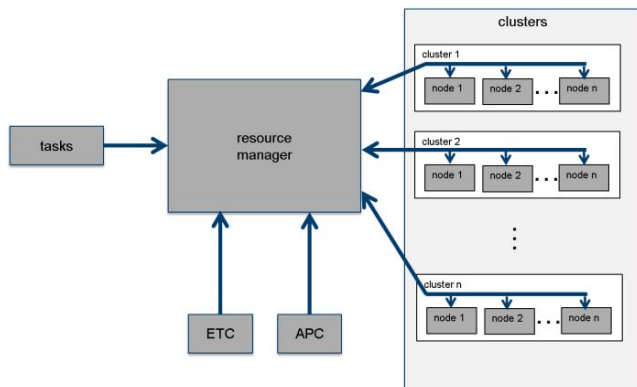 clusters
cluster 1
node 1 node 2 ... node n
tasks
resource
manager
cluster 2
node 1 node 2 ... node n
cluster n
node 1 node 2 ... node n
ETC APC